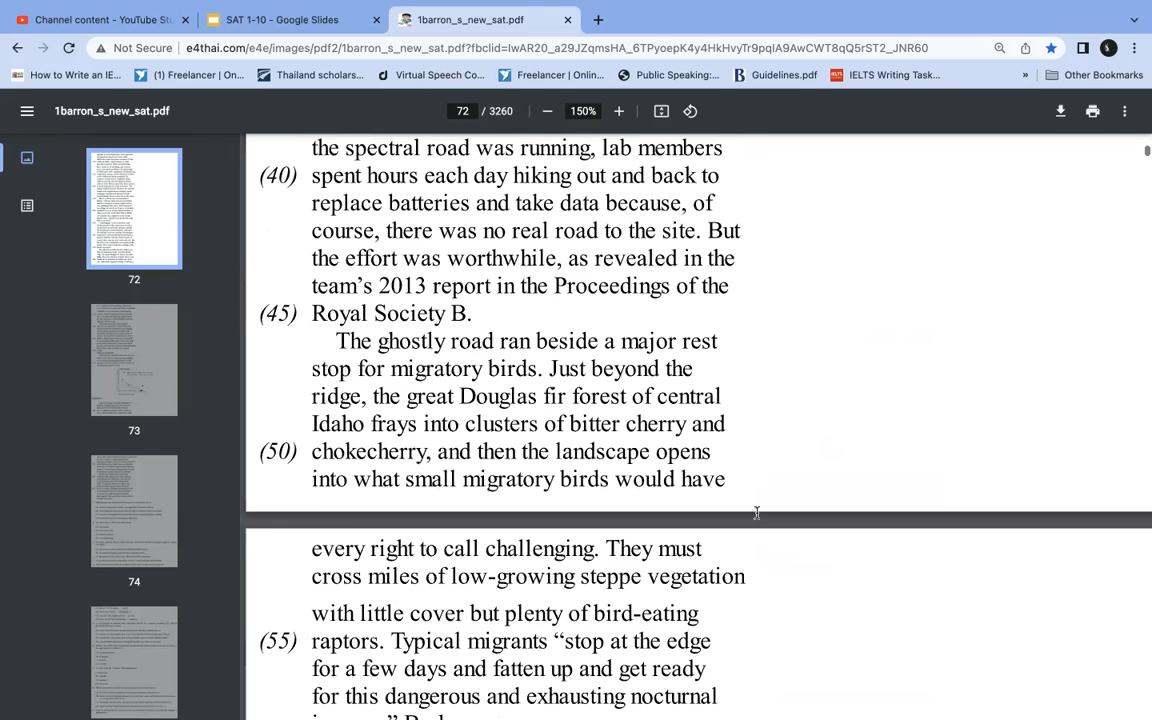 Channel content - YouTube St
SAT 1-10 - Google Slides
1barron_s_new_sat.pdf
Not Secure
e4thai.com/e4e/images/pdf2/1barron_s_new_sat.pdf?fbclid=IwAR20_a29JZqmsHA_6TPyoepK4y4HkHvyTr9pqIA9AwCWT8qQ5rST2_JNR60
How to Write an IE...
(1) Freelancer | On...
Thailand scholars...
Virtual Speech Co...
Freelancer | Onlin...
Public Speaking:...
Guidelines.pdf
IELTS Writing Task...
»
Other Bookmarks
1barron_s_new_sat.pdf
72 / 3260
150%
72
73
74
the spectral road was running, lab members
(40) spent hours each day hiking out and back to
replace batteries and take data because, of
course, there was no real road to the site. But
the effort was worthwhile, as revealed in the
team’s 2013 report in the Proceedings of the
(45) Royal Society B.
The ghostly road ran beside a major rest
stop for migratory birds. Just beyond the
ridge, the great Douglas fir forest of central
Idaho frays into clusters of bitter cherry and
(50) chokecherry, and then the landscape opens
into what small migratory birds would have
every right to call challenging. They must
cross miles of low-growing steppe vegetation
with little cover but plenty of bird-eating
(55) raptors. Typical migrants “stop at the edge
for a few days and fatten up and get ready
for this dangerous and exhausting nocturnal